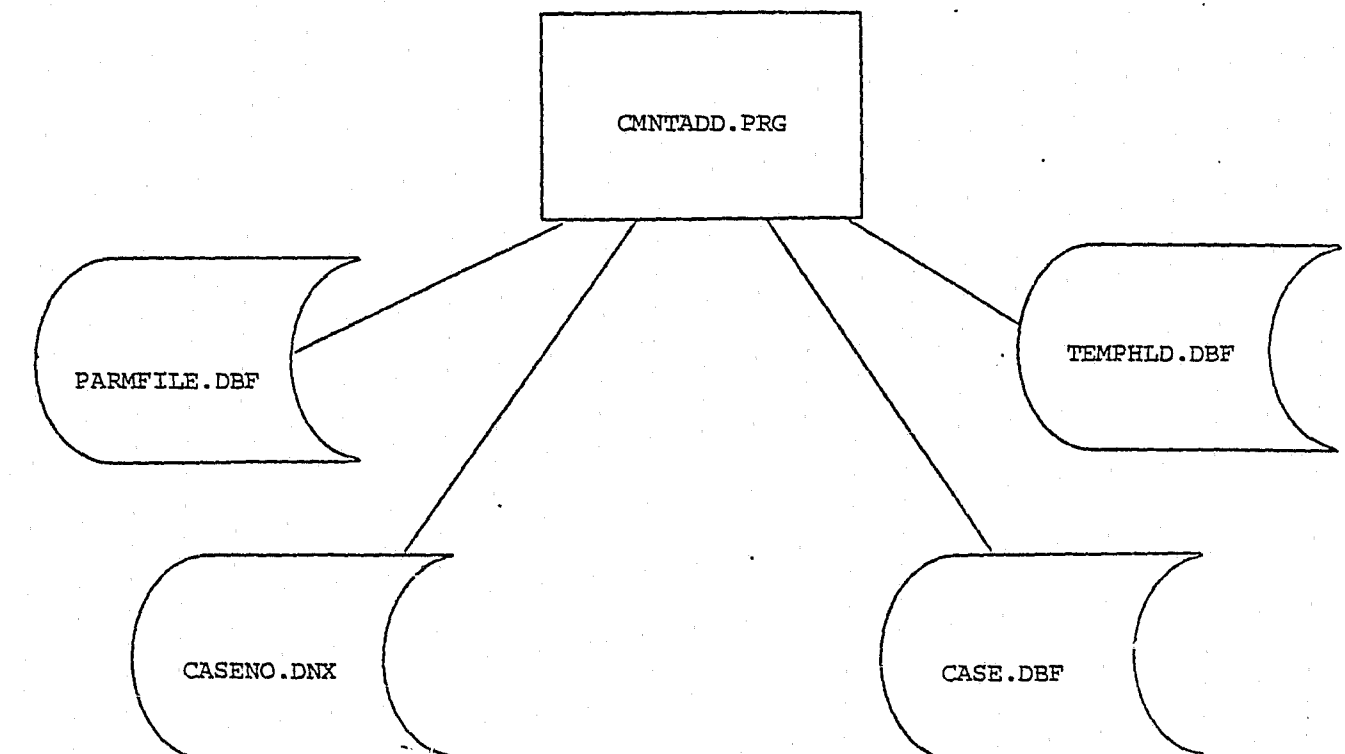 CMNTADD.PRG
PARMFILE.DBF
TEMPHLD.DBF
CASENO.DNX
CASE.DBF